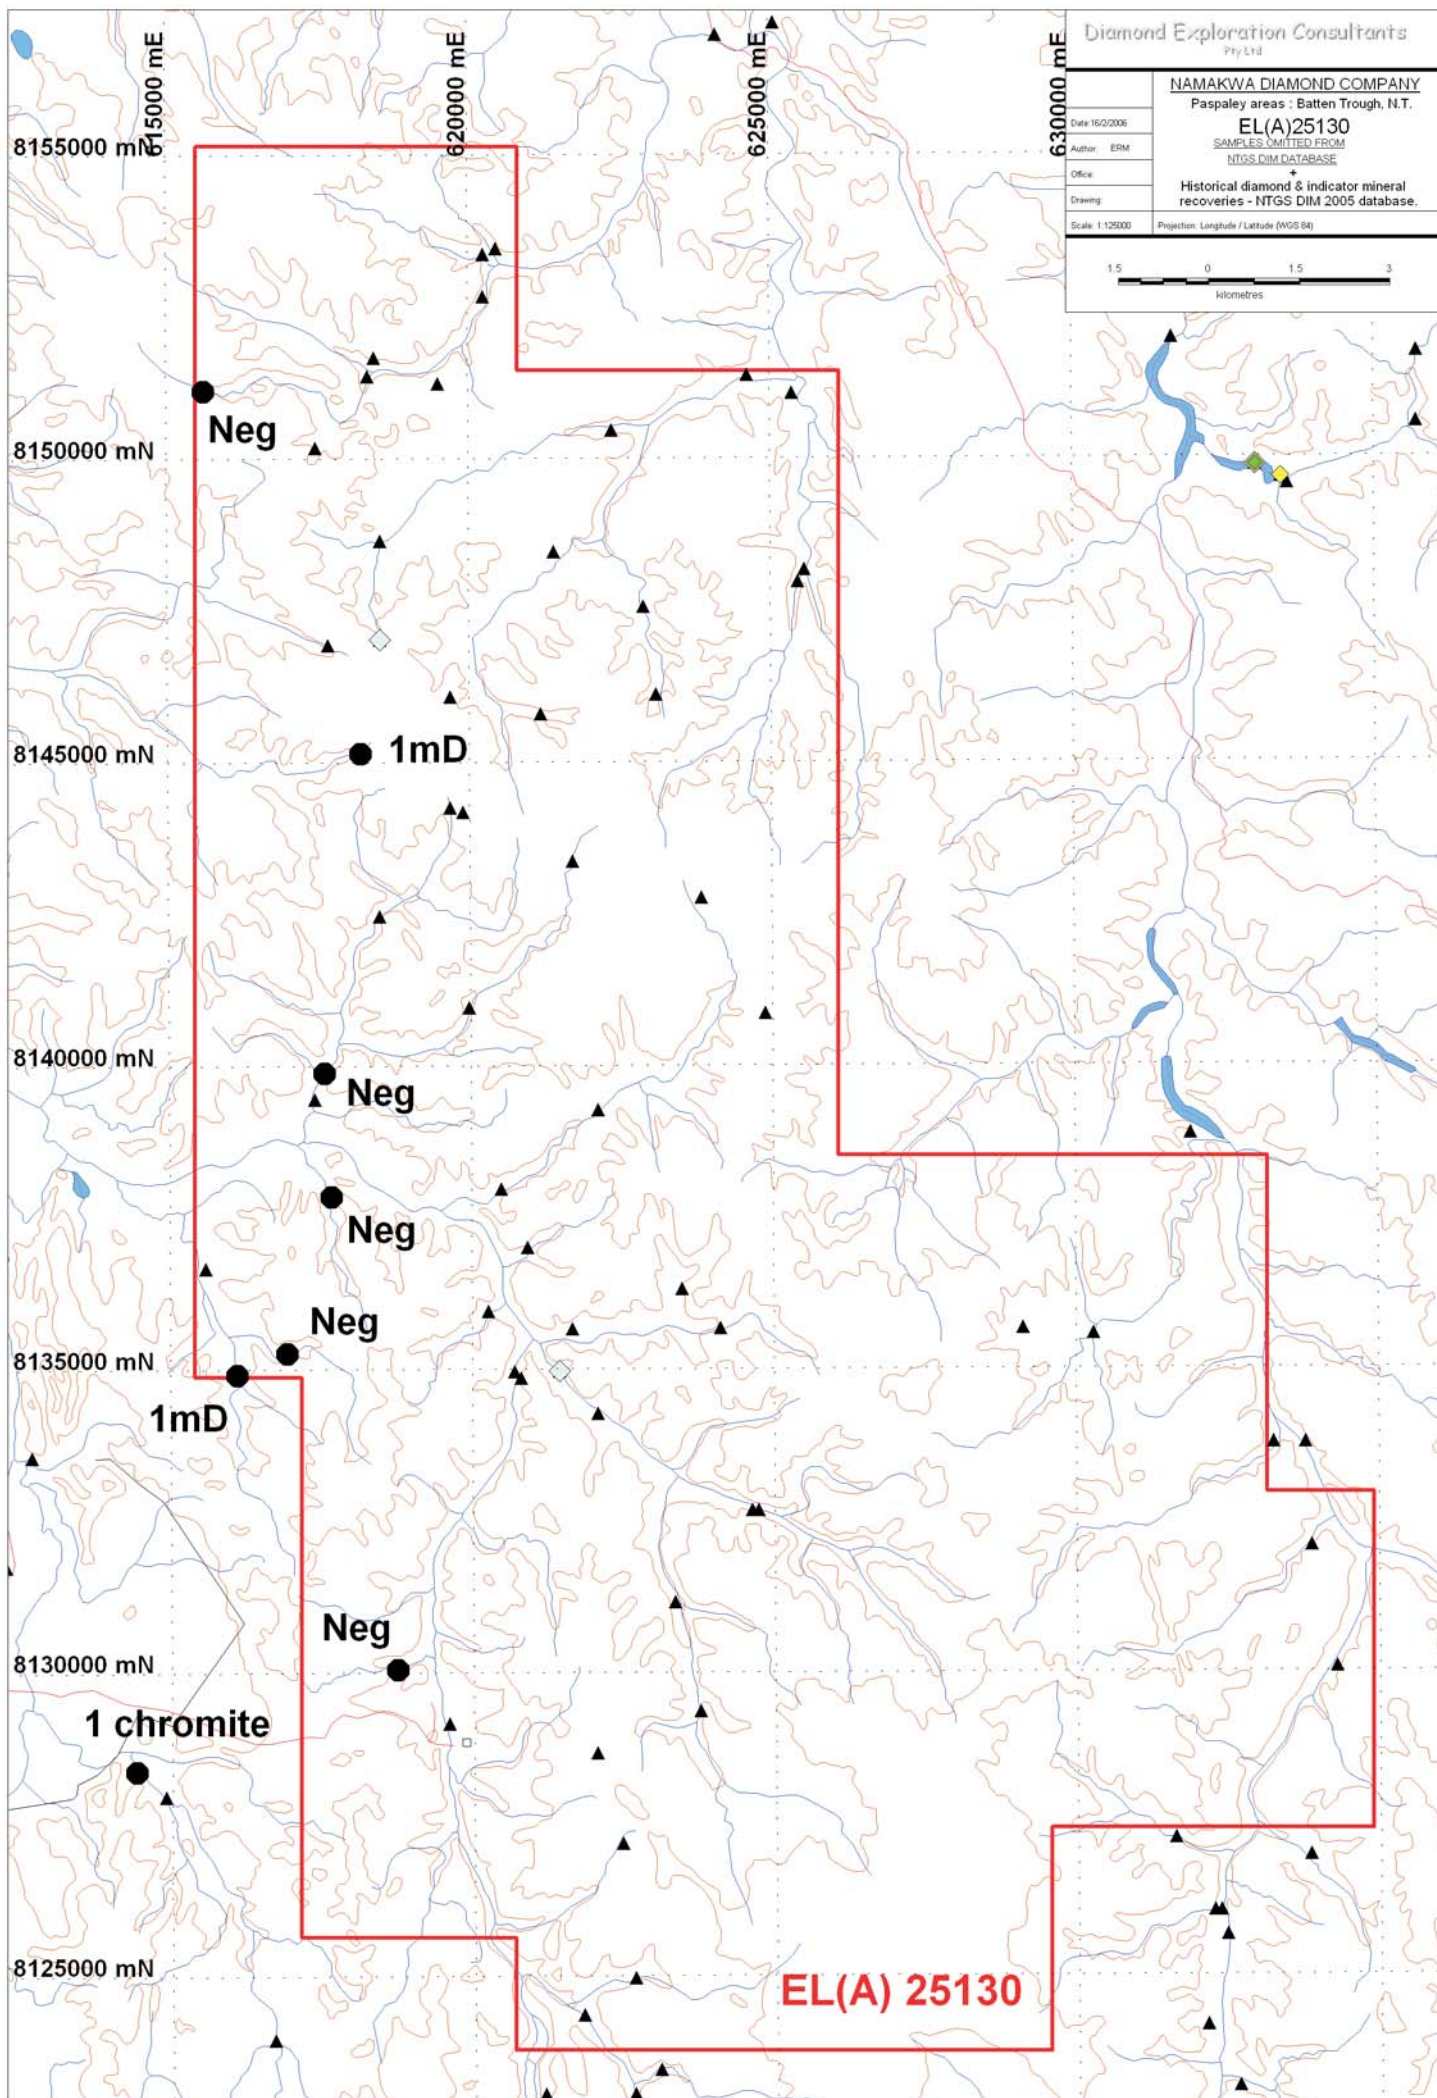 Diamond Exploration Consultants
Pty Ltd
NAMAKWA DIAMOND COMPANY
Paspaley areas : Batten Trough, N.T.
EL(A)25130
SAMPLES OMITTED FROM
NTGS DIM DATABASE
+
Historical diamond & indicator mineral
recoveries - NTGS DIM 2005 database.
Date:16/2/2006
Author: ERM
Office:
Drawing:
Scale: 1:125000
Projection: Longitude / Latitude (WGS 84)
1.5 0 1.5 3
kilometres
615000 mE
620000 mE
625000 mE
630000 mE
8155000 mN
Neg
8150000 mN
1mD
8145000 mN
8140000 mN
Neg
Neg
Neg
8135000 mN
1mD
Neg
8130000 mN
1 chromite
8125000 mN
EL(A) 25130